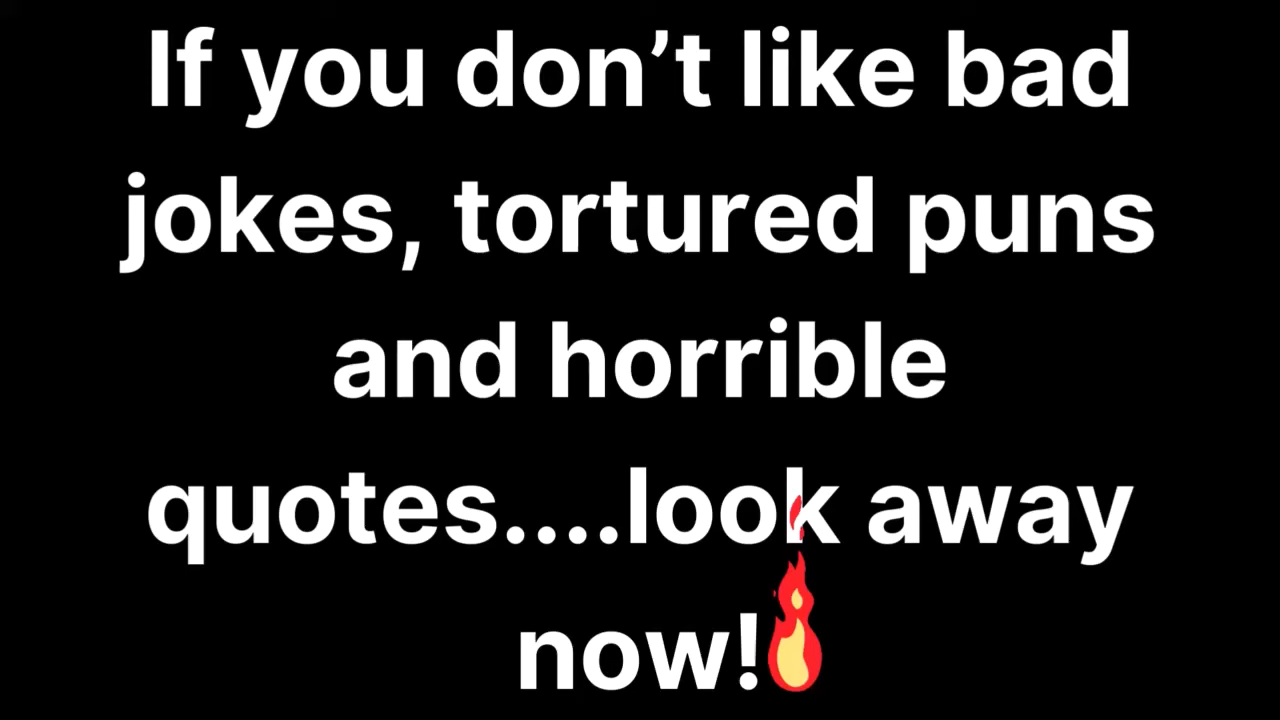 If you don’t like bad
jokes, tortured puns
and horrible
quotes....look away
now!